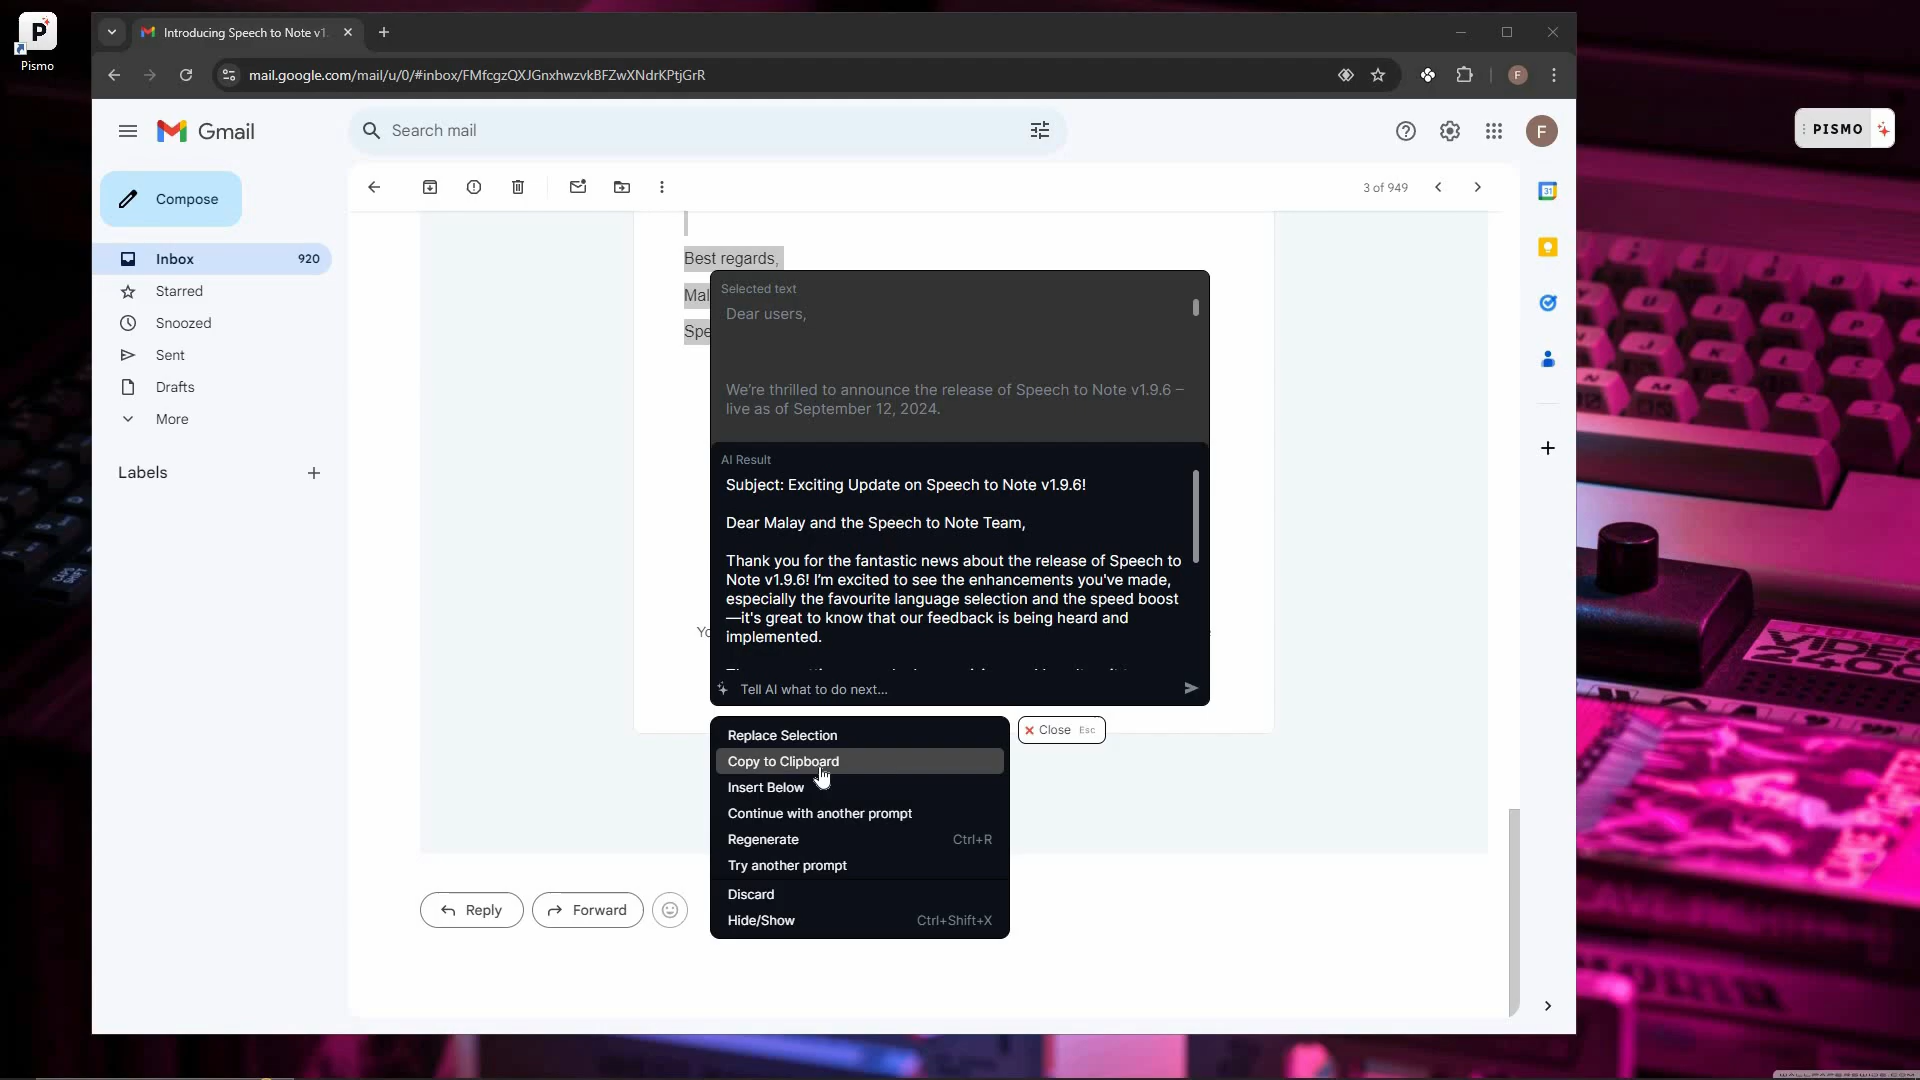 Pismo
Introducing Speech to Note v1
mail.google.com/mail/u/0/#inbox/FMfcgzQXJGnxhwzvkBFZwXNdrKPtjGrR
F
Gmail
Search mail
F
PISMO
Compose
3 of 949
31
Inbox 920
Starred
Snoozed
Sent
Drafts
More
Labels
Best regards,
Mal
Spe
Selected text
Dear users,
We're thrilled to announce the release of Speech to Note v1.9.6 –
live as of September 12, 2024.
AI Result
Subject: Exciting Update on Speech to Note v1.9.6!
Dear Malay and the Speech to Note Team,
Thank you for the fantastic news about the release of Speech to
Note v1.9.6! I'm excited to see the enhancements you've made,
especially the favourite language selection and the speed boost
—it's great to know that our feedback is being heard and
implemented.
Tell AI what to do next...
Replace Selection
Close Esc
Copy to Clipboard
Insert Below
Continue with another prompt
Regenerate Ctrl+R
Try another prompt
Discard
Hide/Show Ctrl+Shift+X
Reply
Forward
VIDEO
2400